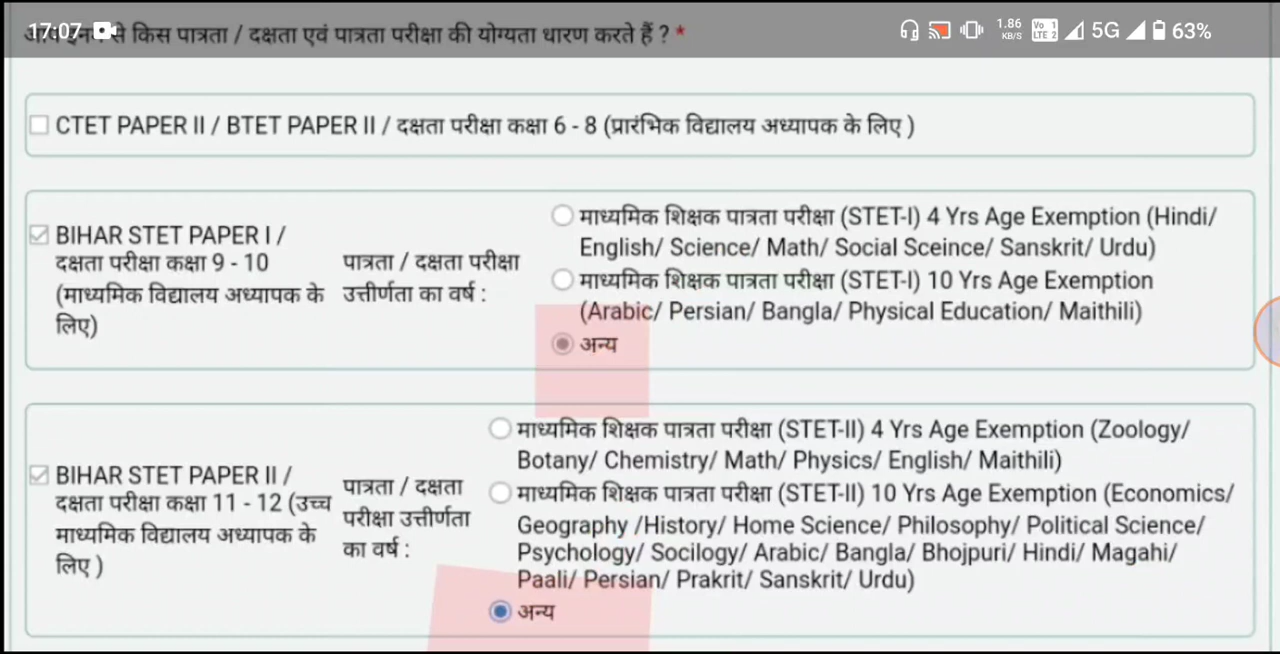 17:07 से किस पात्रता / दक्षता एवं पात्रता परीक्षा की योग्यता धारण करते हैं ? * 1.86 KB/S Vo 1 LTE 2 5G 63%
CTET PAPER II / BTET PAPER II / दक्षता परीक्षा कक्षा 6 - 8 (प्रारंभिक विद्यालय अध्यापक के लिए )
BIHAR STET PAPER I /
दक्षता परीक्षा कक्षा 9 - 10
(माध्यमिक विद्यालय अध्यापक के
लिए)
पात्रता / दक्षता परीक्षा
उत्तीर्णता का वर्ष :
माध्यमिक शिक्षक पात्रता परीक्षा (STET-I) 4 Yrs Age Exemption (Hindi/
English/ Science/ Math/ Social Sceince/ Sanskrit/ Urdu)
माध्यमिक शिक्षक पात्रता परीक्षा (STET-I) 10 Yrs Age Exemption
(Arabic/ Persian/ Bangla/ Physical Education/ Maithili)
अन्य
BIHAR STET PAPER II /
दक्षता परीक्षा कक्षा 11 - 12 (उच्च
माध्यमिक विद्यालय अध्यापक के
लिए )
पात्रता / दक्षता
परीक्षा उत्तीर्णता
का वर्ष :
माध्यमिक शिक्षक पात्रता परीक्षा (STET-II) 4 Yrs Age Exemption (Zoology/
Botany/ Chemistry/ Math/ Physics/ English/ Maithili)
माध्यमिक शिक्षक पात्रता परीक्षा (STET-II) 10 Yrs Age Exemption (Economics/
Geography /History/ Home Science/ Philosophy/ Political Science/
Psychology/ Socilogy/ Arabic/ Bangla/ Bhojpuri/ Hindi/ Magahi/
Paali/ Persian/ Prakrit/ Sanskrit/ Urdu)
अन्य